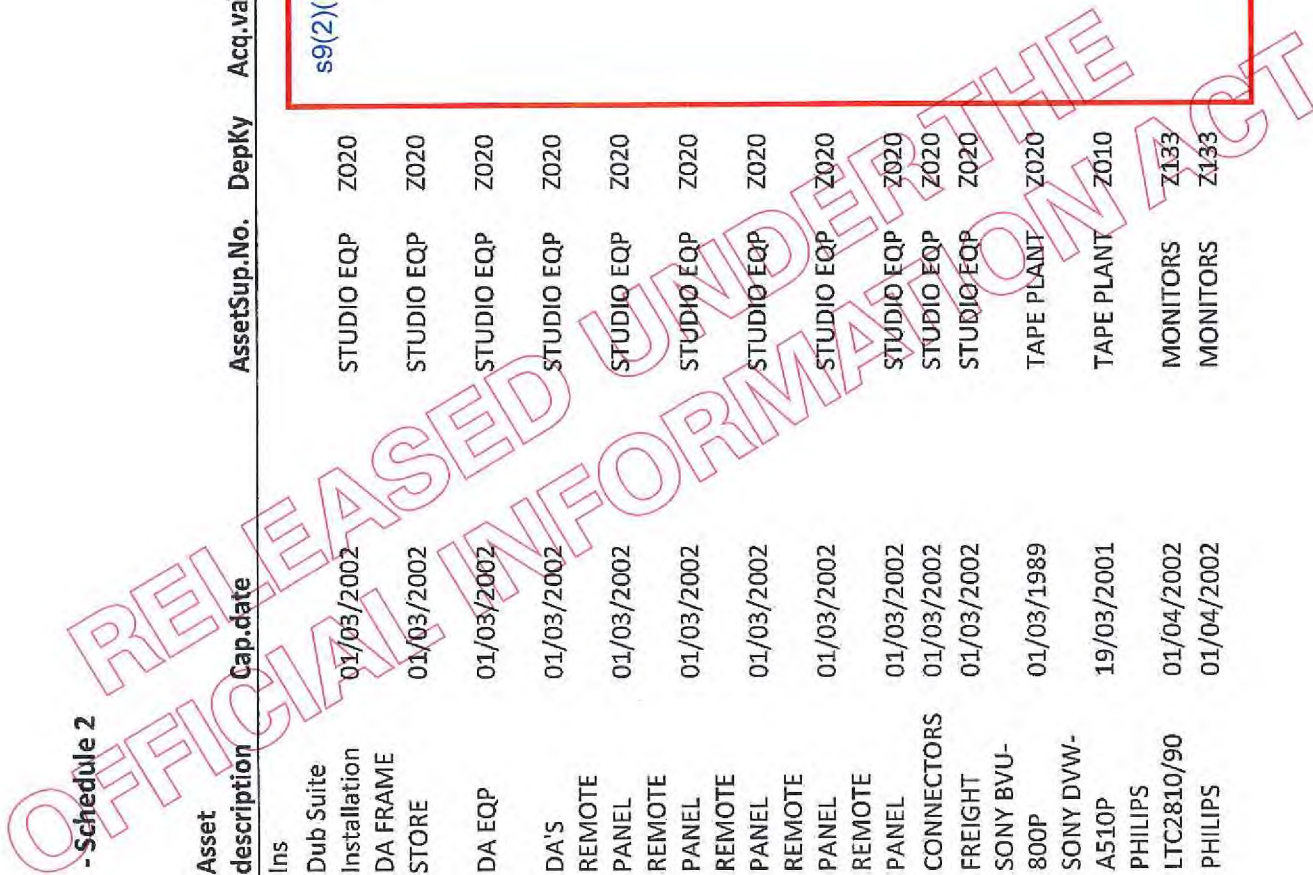 - Schedule 2
Asset
description Cap.date AssetSup.No. DepKy
Ins
Dub Suite s9(2)(
Installation 01/03/2002 STUDIO EQP Z020
DA FRAME
STORE 01/03/2002 STUDIO EQP Z020
DA EQP 01/03/2002 STUDIO EQP Z020
DA'S 01/03/2002 STUDIO EQP Z020
REMOTE
PANEL 01/03/2002 STUDIO EQP Z020
REMOTE
PANEL 01/03/2002 STUDIO EQP Z020
REMOTE
PANEL 01/03/2002 STUDIO EQP Z020
REMOTE
PANEL 01/03/2002 STUDIO EQP Z020
REMOTE
PANEL 01/03/2002 STUDIO EQP Z020
CONNECTORS 01/03/2002 STUDIO EQP Z020
FREIGHT 01/03/2002 STUDIO EQP Z020
SONY BVU-
800P 01/03/1989 TAPE PLANT Z020
SONY DVW-
A510P 19/03/2001 TAPE PLANT Z010
PHILIPS
LTC2810/90 01/04/2002 MONITORS Z133
PHILIPS 01/04/2002 MONITORS Z133
RELEASED UNDER THE
OFFICIAL INFORMATION ACT